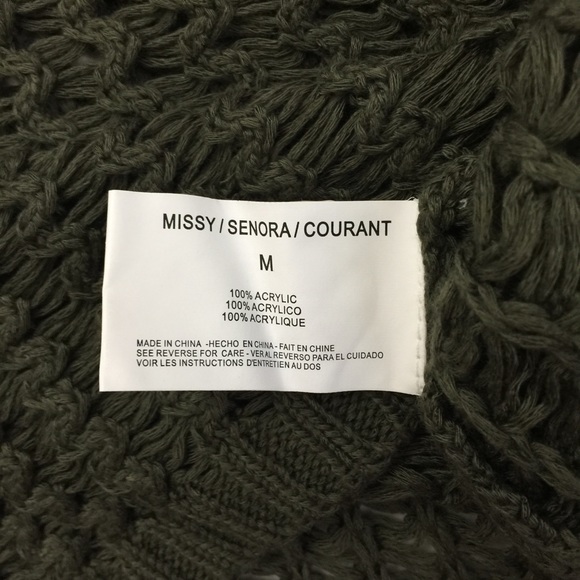 MISSY / SENORA / COURANT
M
100% ACRYLIC
100% ACRYLICO
100% ACRYLIQUE
MADE IN CHINA -HECHO EN CHINA - FAIT EN CHINE
SEE REVERSE FOR CARE - VER AL REVERSO PARA EL CUIDADO
VOIR LES INSTRUCTIONS D'ENTRETIEN AU DOS